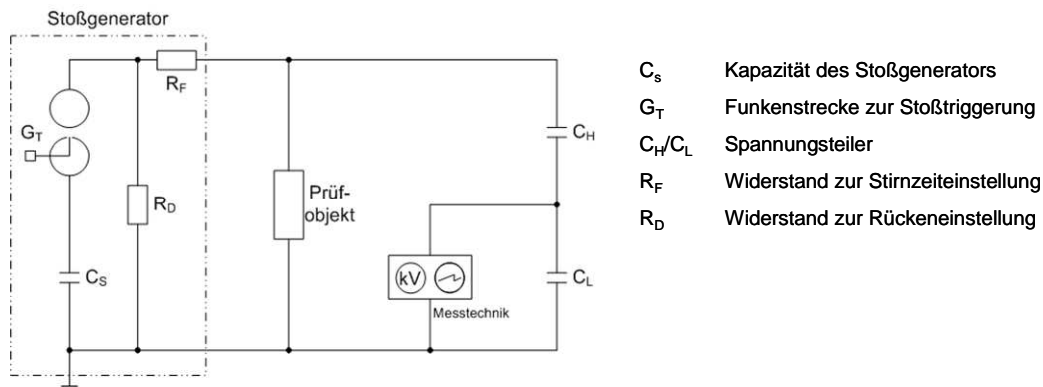 Stoßgenerator
R_F
G_T
R_D
C_S
Prüf-
objekt
C_H
kV
C_L
Messtechnik
C_s Kapazität des Stoßgenerators
G_T Funkenstrecke zur Stoßtriggerung
C_H/C_L Spannungsteiler
R_F Widerstand zur Stirnzeiteinstellung
R_D Widerstand zur Rückeneinstellung